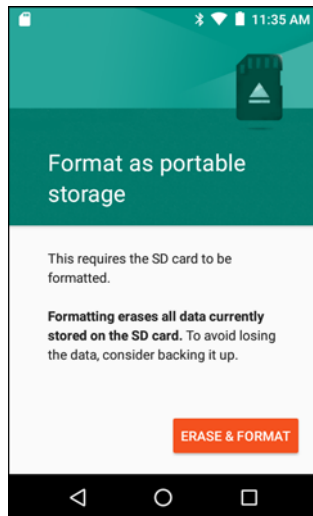 11:35 AM
Format as portable
storage
This requires the SD card to be
formatted.
Formatting erases all data currently
stored on the SD card. To avoid losing
the data, consider backing it up.
ERASE & FORMAT